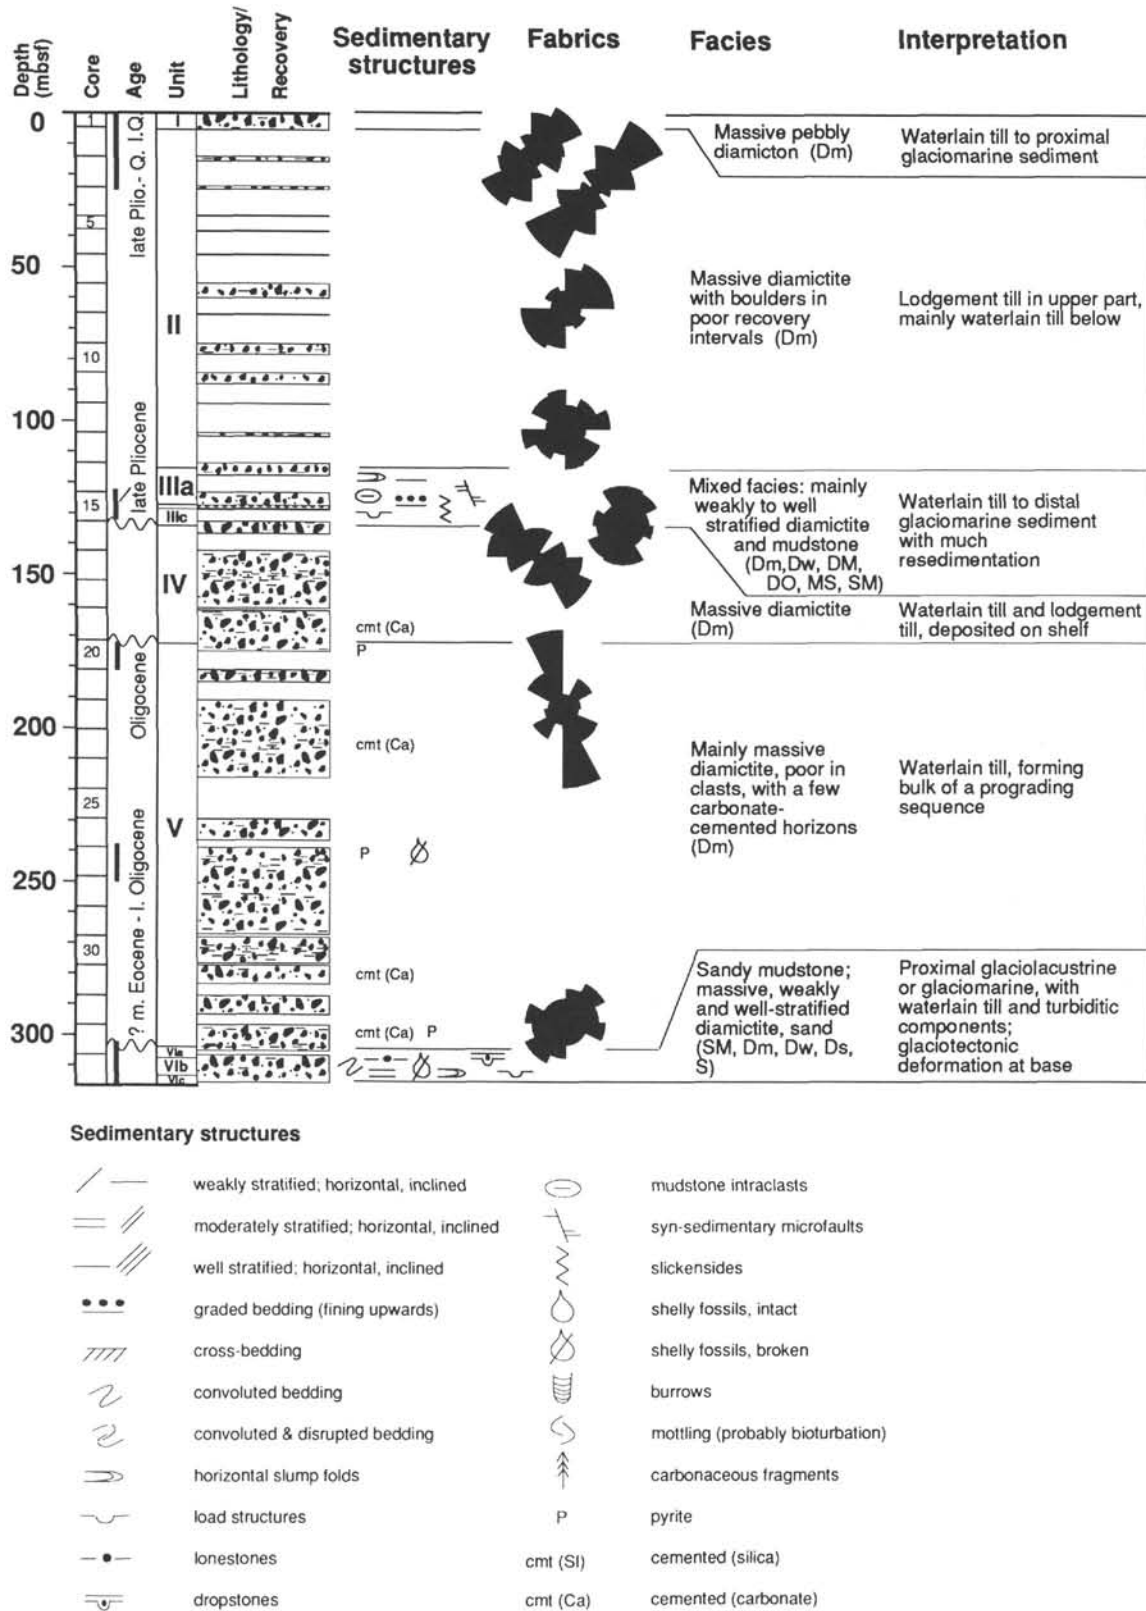 Depth (mbsf)
Core
Age
Unit
Lithology/ Recovery
Sedimentary structures
Fabrics
Facies
Interpretation
0
50
100
150
200
250
300
1
5
10
15
20
25
30
l.Q.
late Plio.- Q.
late Pliocene
Oligocene
? m. Eocene - l. Oligocene
I
II
IIIa
IIIc
IV
V
VIa
VIb
VIc
cmt (Ca)
P
cmt (Ca)
P
cmt (Ca)
cmt (Ca) P
Massive pebbly
diamicton (Dm)
Waterlain till to proximal
glaciomarine sediment
Massive diamictite
with boulders in
poor recovery
intervals (Dm)
Lodgement till in upper part,
mainly waterlain till below
Mixed facies: mainly
weakly to well
stratified diamictite
and mudstone
(Dm,Dw, DM,
DO, MS, SM)
Waterlain till to distal
glaciomarine sediment
with much
resedimentation
Massive diamictite
(Dm)
Waterlain till and lodgement
till, deposited on shelf
Mainly massive
diamictite, poor in
clasts, with a few
carbonate-
cemented horizons
(Dm)
Waterlain till, forming
bulk of a prograding
sequence
Sandy mudstone;
massive, weakly
and well-stratified
diamictite, sand
(SM, Dm, Dw, Ds,
S)
Proximal glaciolacustrine
or glaciomarine, with
waterlain till and turbiditic
components;
glaciotectonic
deformation at base
Sedimentary structures
weakly stratified; horizontal, inclined
moderately stratified; horizontal, inclined
well stratified; horizontal, inclined
graded bedding (fining upwards)
cross-bedding
convoluted bedding
convoluted & disrupted bedding
horizontal slump folds
load structures
lonestones
dropstones
mudstone intraclasts
syn-sedimentary microfaults
slickensides
shelly fossils, intact
shelly fossils, broken
burrows
mottling (probably bioturbation)
carbonaceous fragments
P pyrite
cmt (SI) cemented (silica)
cmt (Ca) cemented (carbonate)